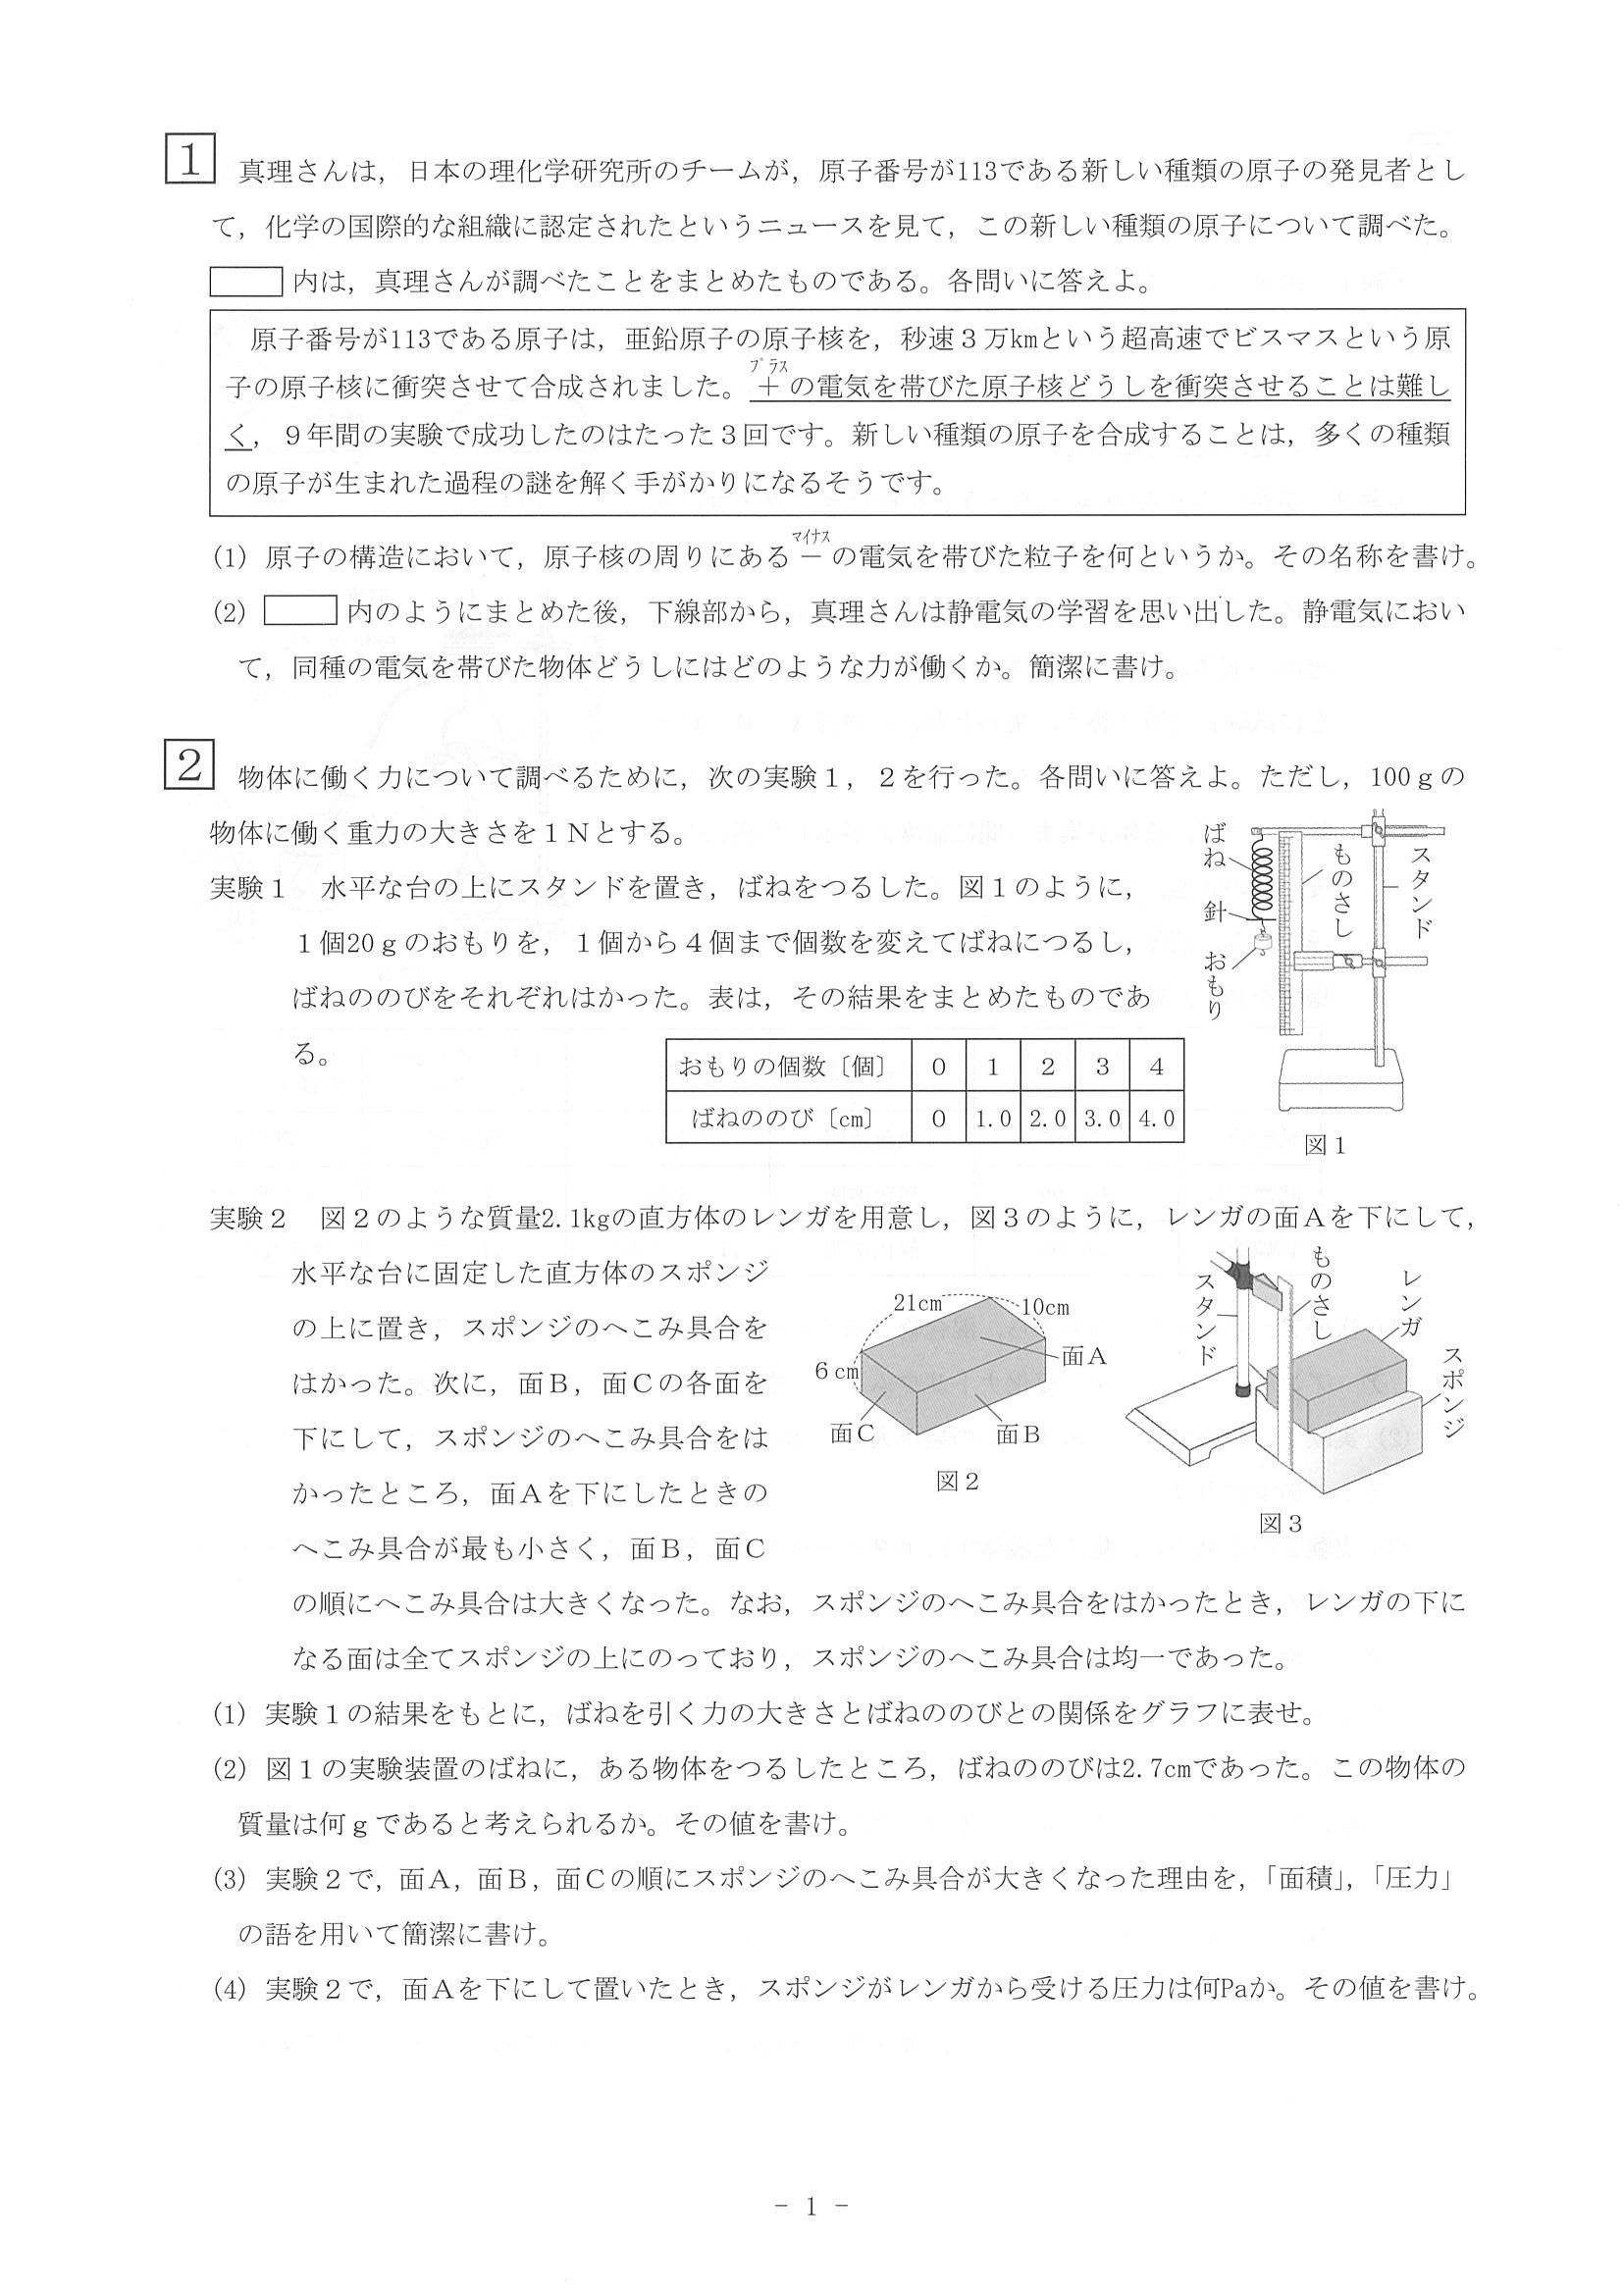 1 真理さんは，日本の理化学研究所のチームが，原子番号が113である新しい種類の原子の発見者とし
て，化学の国際的な組織に認定されたというニュースを見て，この新しい種類の原子について調べた。
内は，真理さんが調べたことをまとめたものである。各問いに答えよ。
原子番号が113である原子は，亜鉛原子の原子核を，秒速３万kmという超高速でビスマスという原
プラス
子の原子核に衝突させて合成されました。＋の電気を帯びた原子核どうしを衝突させることは難し
く，９年間の実験で成功したのはたった３回です。新しい種類の原子を合成することは，多くの種類
の原子が生まれた過程の謎を解く手がかりになるそうです。
マイナス
(1) 原子の構造において，原子核の周りにある－の電気を帯びた粒子を何というか。その名称を書け。
(2) 内のようにまとめた後，下線部から，真理さんは静電気の学習を思い出した。静電気におい
て，同種の電気を帯びた物体どうしにはどのような力が働くか。簡潔に書け。
2 物体に働く力について調べるために，次の実験１，２を行った。各問いに答えよ。ただし，100ｇの
物体に働く重力の大きさを１Ｎとする。
実験１ 水平な台の上にスタンドを置き，ばねをつるした。図１のように，
１個20ｇのおもりを，１個から４個まで個数を変えてばねにつるし，
ばねののびをそれぞれはかった。表は，その結果をまとめたものであ
る。
おもりの個数〔個〕 0 1 2 3 4
ばねののび〔cm〕 0 1.0 2.0 3.0 4.0
ばね
針
おもり
ものさし
スタンド
図１
実験２ 図２のような質量2.1kgの直方体のレンガを用意し，図３のように，レンガの面Ａを下にして，
水平な台に固定した直方体のスポンジ
の上に置き，スポンジのへこみ具合を
はかった。次に，面Ｂ，面Ｃの各面を
下にして，スポンジのへこみ具合をは
かったところ，面Ａを下にしたときの
へこみ具合が最も小さく，面Ｂ，面Ｃ
の順にへこみ具合は大きくなった。なお，スポンジのへこみ具合をはかったとき，レンガの下に
なる面は全てスポンジの上にのっており，スポンジのへこみ具合は均一であった。
21cm
10cm
６cm
面Ａ
面Ｃ
面Ｂ
図２
スタンド
ものさし
レンガ
スポンジ
図３
(1) 実験１の結果をもとに，ばねを引く力の大きさとばねののびとの関係をグラフに表せ。
(2) 図１の実験装置のばねに，ある物体をつるしたところ，ばねののびは2.7cmであった。この物体の
質量は何ｇであると考えられるか。その値を書け。
(3) 実験２で，面Ａ，面Ｂ，面Ｃの順にスポンジのへこみ具合が大きくなった理由を，「面積」，「圧力」
の語を用いて簡潔に書け。
(4) 実験２で，面Ａを下にして置いたとき，スポンジがレンガから受ける圧力は何Paか。その値を書け。
－ 1 －